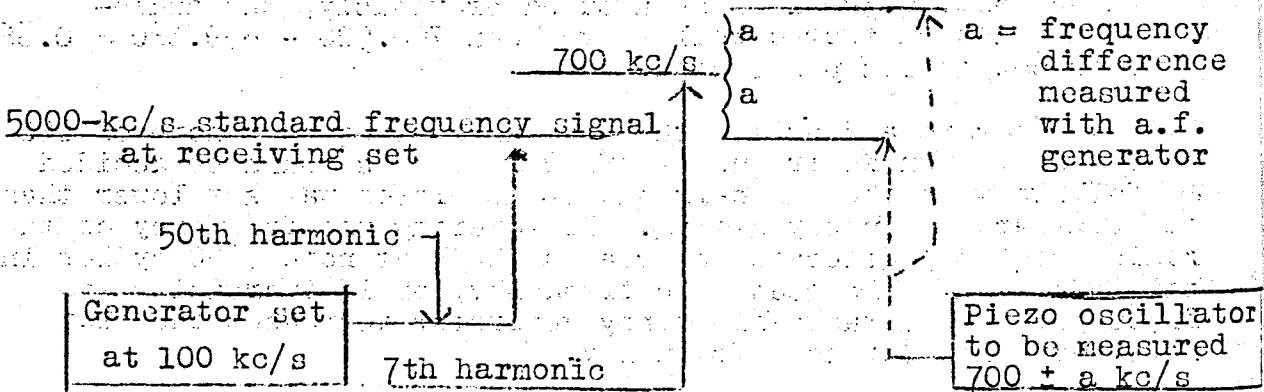 a
a = frequency
difference
measured
with a.f.
generator
700 kc/s
a
5000-kc/s standard frequency signal
at receiving set
50th harmonic
Generator set
at 100 kc/s
7th harmonic
Piezo oscillator
to be measured
700 ± a kc/s